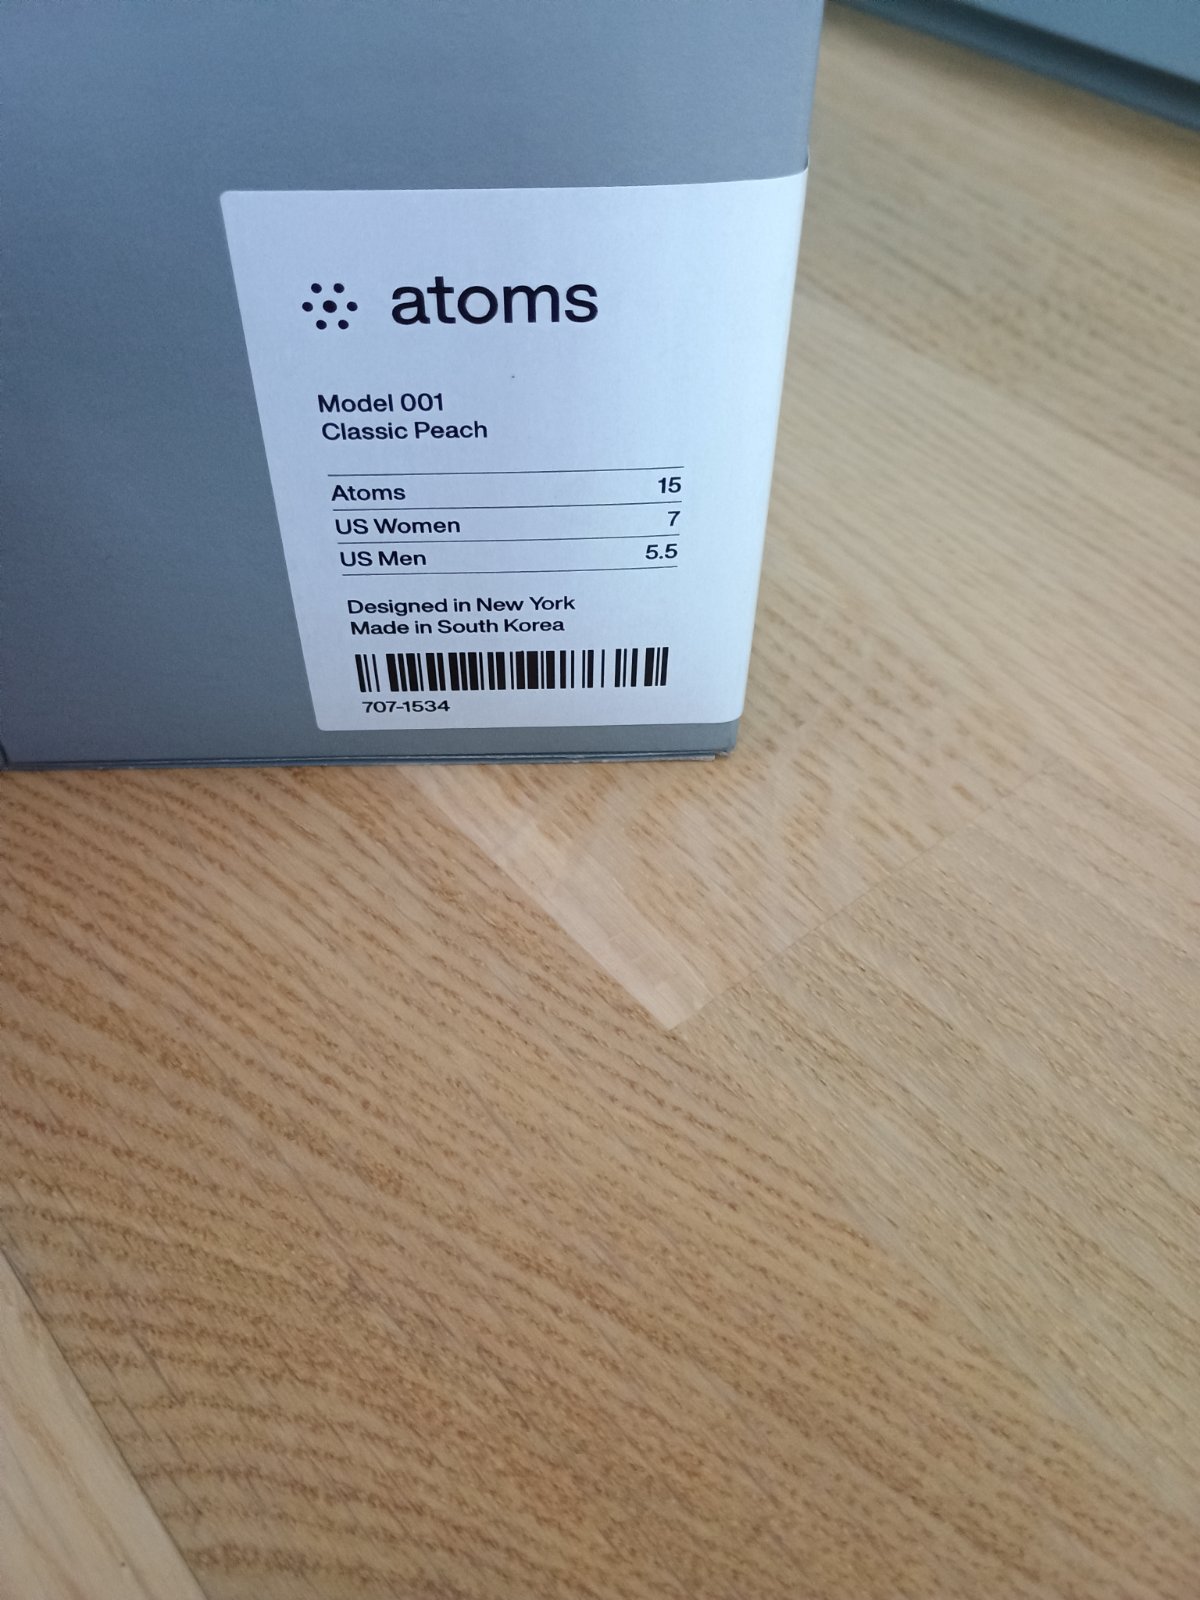 atoms
Model 001
Classic Peach
Atoms 15
US Women 7
US Men 5.5
Designed in New York
Made in South Korea
707-1534